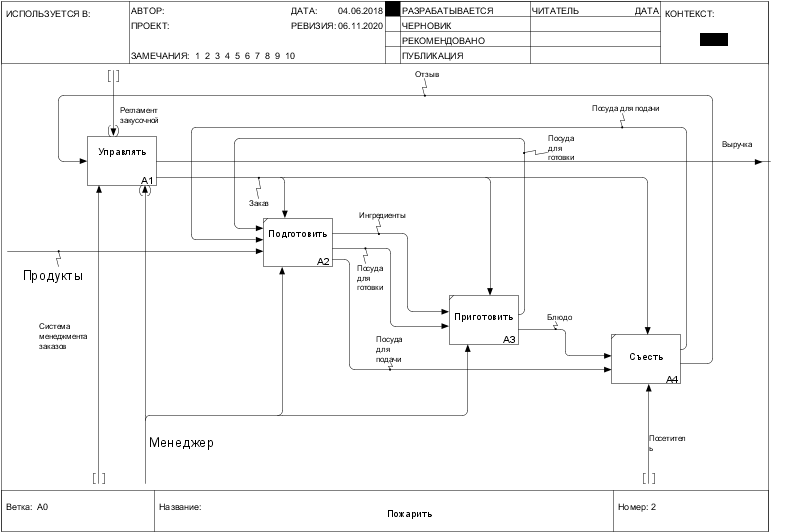 ИСПОЛЬЗУЕТСЯ В:
АВТОР:
ДАТА: 04.06.2018
ПРОЕКТ:
РЕВИЗИЯ: 06.11.2020
ЗАМЕЧАНИЯ: 1 2 3 4 5 6 7 8 9 10
РАЗРАБАТЫВАЕТСЯ
ЧЕРНОВИК
РЕКОМЕНДОВАНО
ПУБЛИКАЦИЯ
ЧИТАТЕЛЬ
ДАТА
КОНТЕКСТ:
Отзыв
Регламент
закусочной
Посуда для подачи
Посуда
для
готовки
Выручка
Управлять
A1
Заказ
Ингредиенты
Подготовить
A2
Продукты
Посуда
для
готовки
Приготовить
A3
Блюдо
Система
менеджмента
заказов
Посуда
для
подачи
Съесть
A4
Менеджер
Посетител
ь
Ветка: A0
Название:
Пожарить
Номер: 2